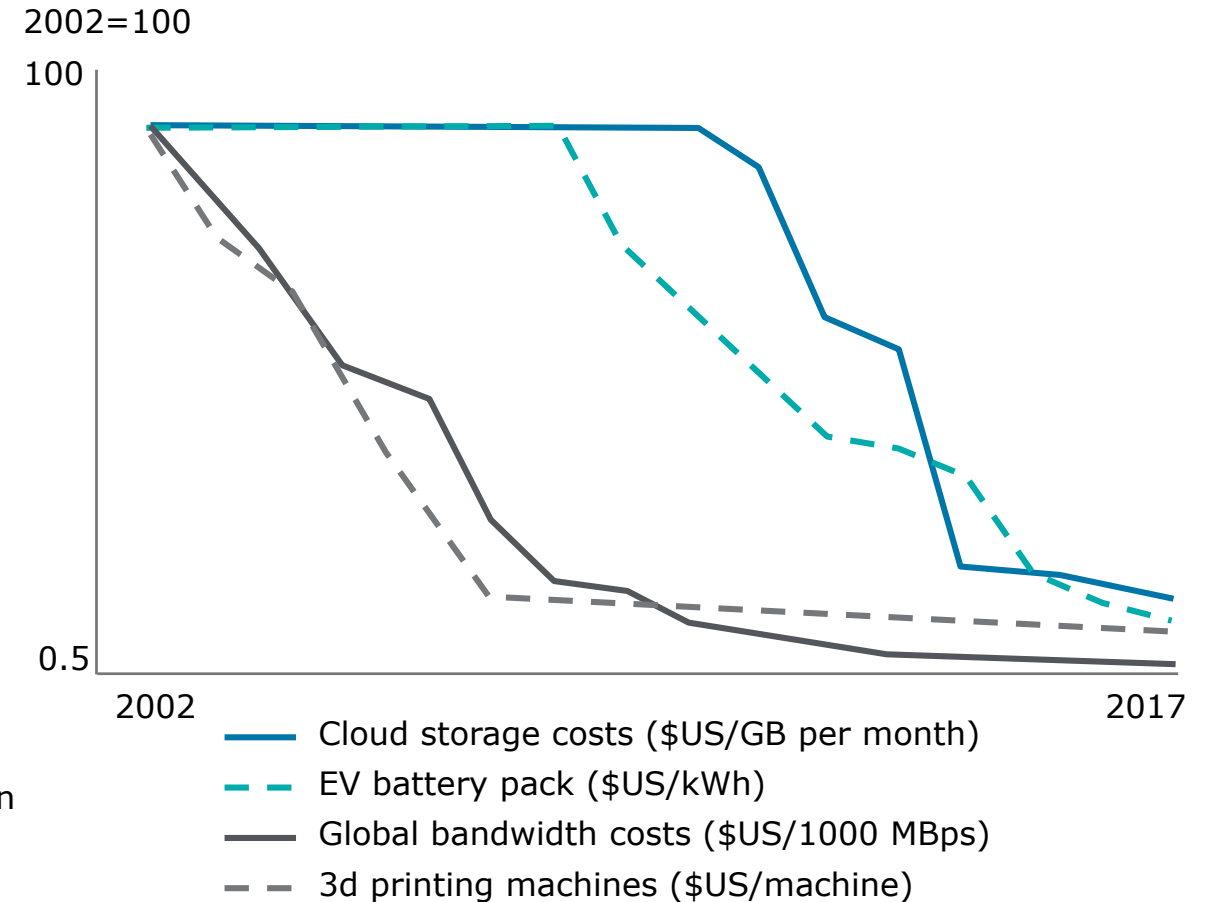 2002=100
100
0.5
2002
2017
Cloud storage costs ($US/GB per month)
EV battery pack ($US/kWh)
n
Global bandwidth costs ($US/1000 MBps)
3d printing machines ($US/machine)